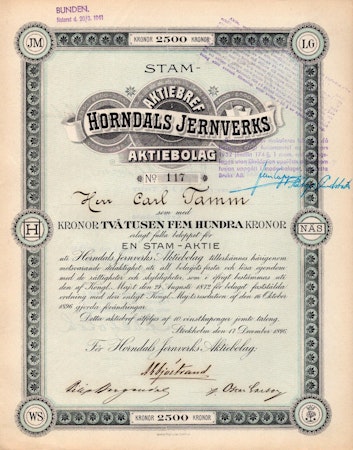 BUNDEN.
JM
KRONOR 2500 KRONOR
LG
STAM-
AKTIEBREF
HORNDALS JERNVERKS
AKTIEBOLAG
No 117
Herr Carl Tamm
som med
KRONOR TVÅTUSEN FEM HUNDRA KRONOR
erlagt fulla beloppet för
EN STAM-AKTIE
uti Horndals Jernverks Aktiebolag tillerkännes härigenom
motsvarande delaktighet uti all bolagets fasta och lösa egendom
med de rättigheter och skyldigheter, som i öfrigt bestämmas uti
den af Kongl. Maj:t den 29 Augusti 1872 för bolaget fastställda
ordning med den enligt Kongl. Maj:ts resolution af den 16 Oktober
1896 gjorda förändringar.
Detta aktiebref åtföljes af 10 vinstkuponger jemte talong.
Stockholm den 17 December 1896.
För Horndals Jernverks Aktiebolag:
H
NÄS
WS
KRONOR 2500 KRONOR